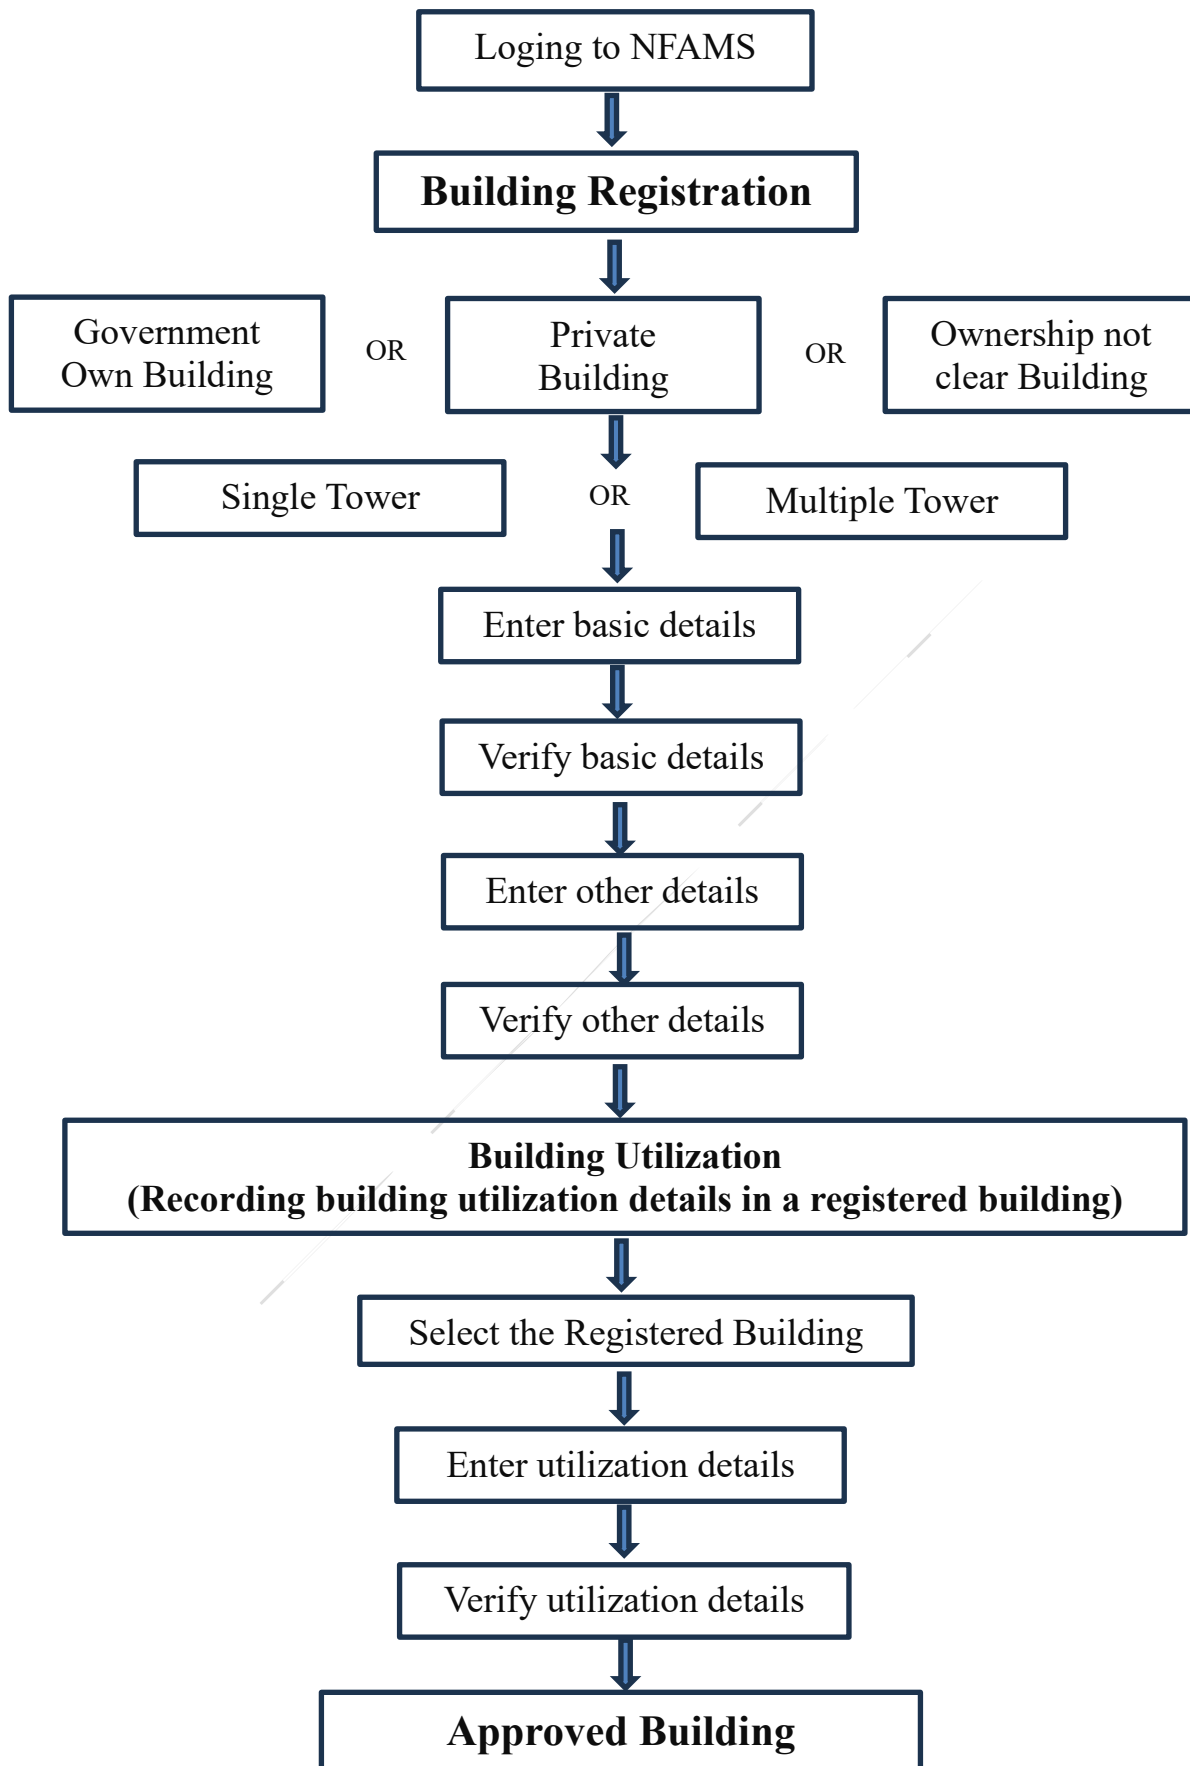 Loging to NFAMS
Building Registration
Government
Own Building
OR
Private
Building
OR
Ownership not
clear Building
Single Tower
OR
Multiple Tower
Enter basic details
Verify basic details
Enter other details
Verify other details
Building Utilization
(Recording building utilization details in a registered building)
Select the Registered Building
Enter utilization details
Verify utilization details
Approved Building